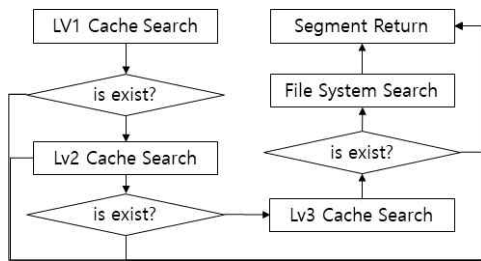 LV1 Cache Search
is exist?
Lv2 Cache Search
is exist?
Segment Return
File System Search
is exist?
Lv3 Cache Search